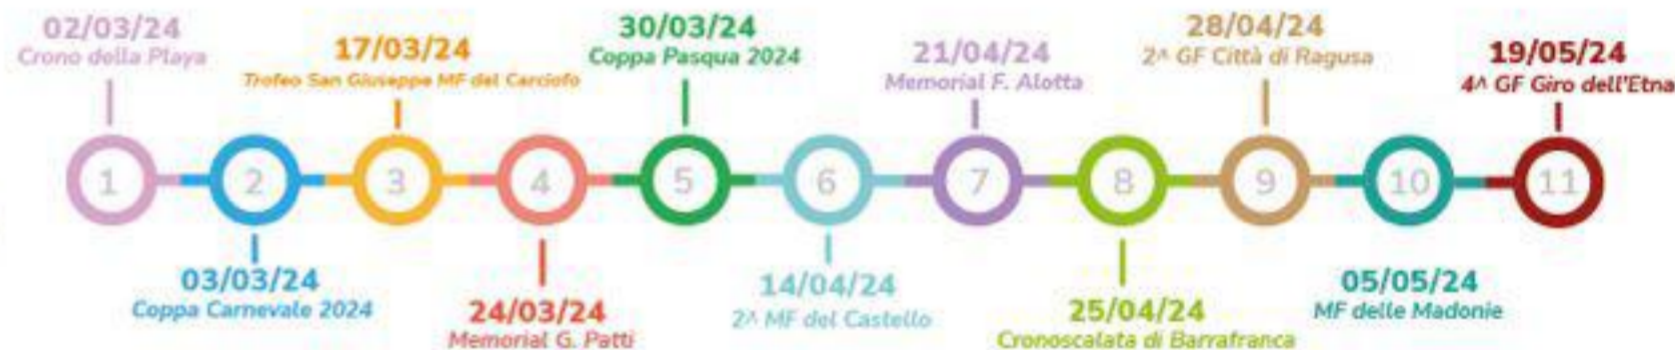 02/03/24
Crono della Playa
17/03/24
Trofeo San Giuseppe MF del Carciofo
30/03/24
Coppa Pasqua 2024
21/04/24
Memorial F. Alotta
28/04/24
2^ GF Città di Ragusa
19/05/24
4^ GF Giro dell'Etna
1 2 3 4 5 6 7 8 9 10 11
03/03/24
Coppa Carnevale 2024
24/03/24
Memorial G. Patti
14/04/24
2^ MF del Castello
25/04/24
Cronoscalata di Barrafranca
05/05/24
MF delle Madonie